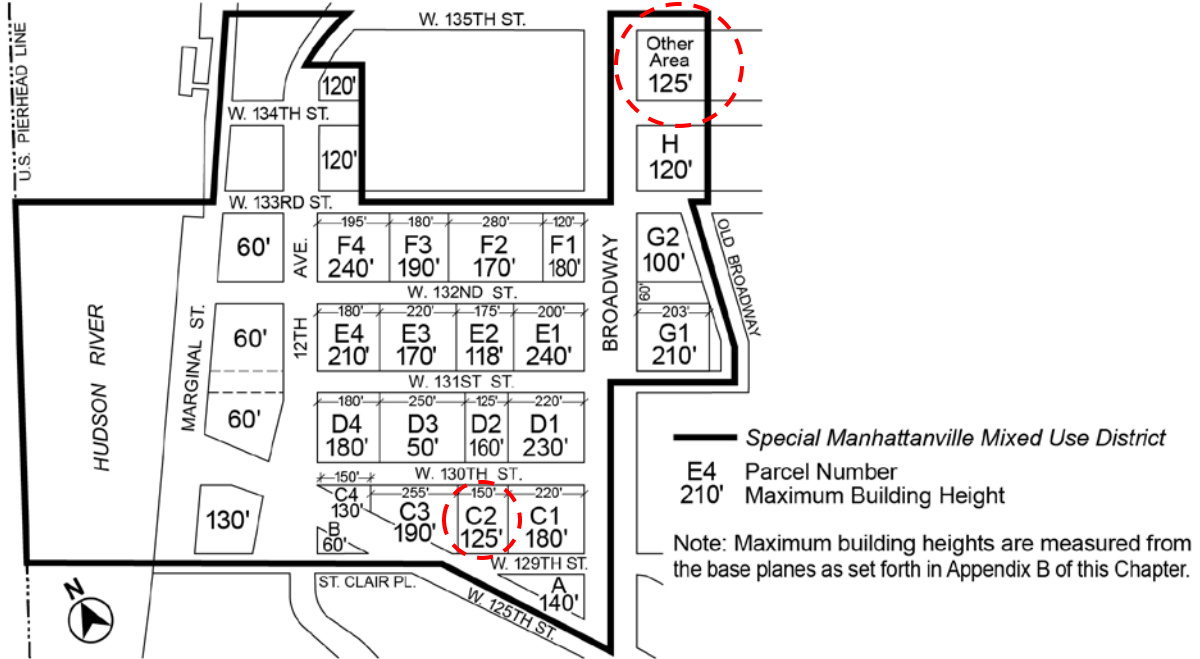 W. 135TH ST.
U.S. PIERHEAD LINE
Other
Area
125'
120'
W. 134TH ST.
H
120'
120'
W. 133RD ST.
60'
AVE.
195' 180' 280' 120'
F4 F3 F2 F1
240' 190' 170' 180'
BROADWAY
G2
100'
OLD BROADWAY
W. 132ND ST.
60'
HUDSON RIVER
MARGINAL ST.
60'
12TH
180' 220' 175' 200'
E4 E3 E2 E1
210' 170' 118' 240'
203'
G1
210'
W. 131ST ST.
60'
180' 250' 125' 220'
D4 D3 D2 D1
180' 50' 160' 230'
Special Manhattanville Mixed Use District
E4 Parcel Number
210' Maximum Building Height
W. 130TH ST.
150'
C4
130'
255' 150' 220'
C3 C2 C1
190' 125' 180'
130'
B
60'
Note: Maximum building heights are measured from
the base planes as set forth in Appendix B of this Chapter.
W. 129TH ST.
ST. CLAIR PL.
A
140'
W. 125TH ST.
N